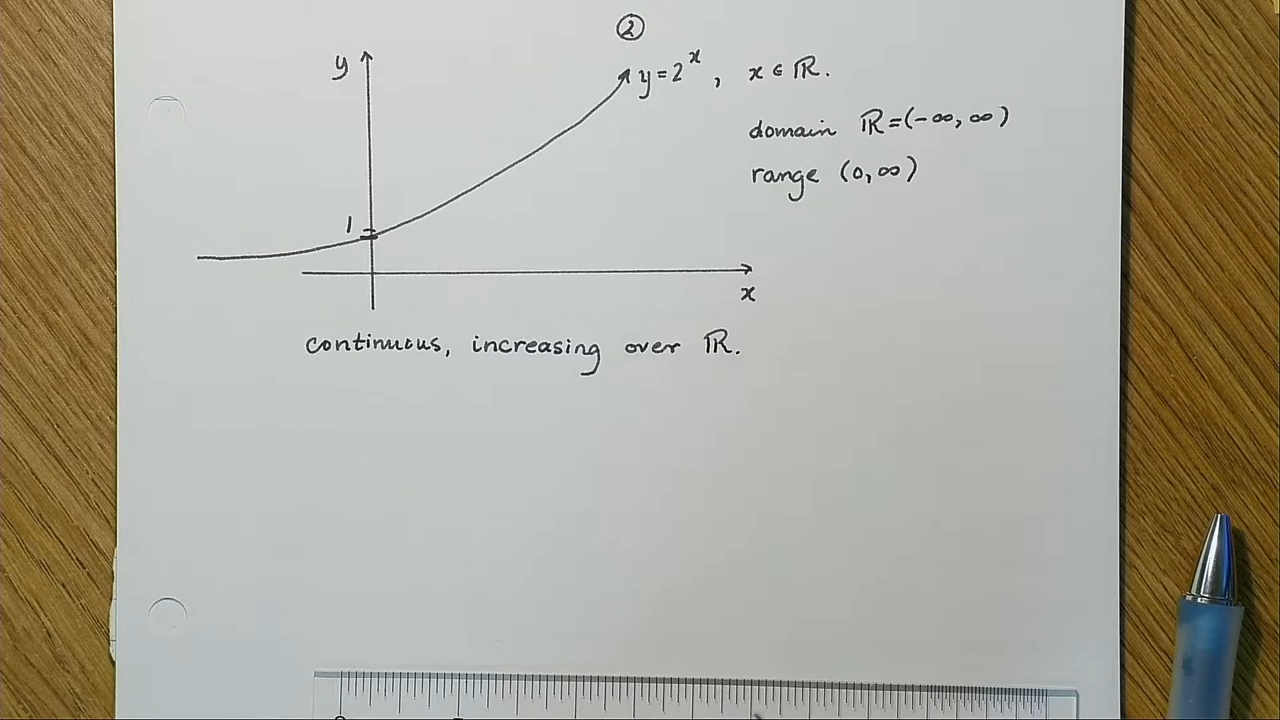 ②
y
y=2^x, x ∈ ℝ.
domain ℝ=(-∞,∞)
range (0,∞)
1
x
continuous, increasing over ℝ.